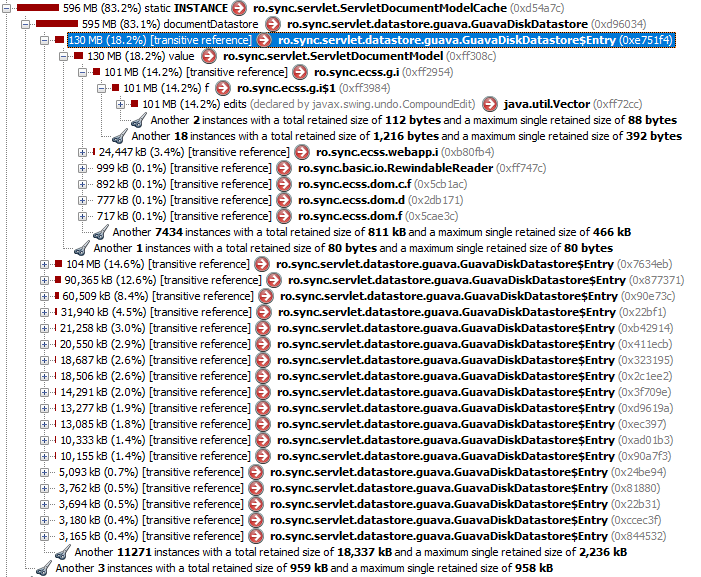 596 MB (83.2%) static INSTANCE ro.sync.servlet.ServletDocumentModelCache (0xd54a7c)
595 MB (83.1%) documentDatastore ro.sync.servlet.datastore.guava.GuavaDiskDatastore (0xd96034)
130 MB (18.2%) [transitive reference] ro.sync.servlet.datastore.guava.GuavaDiskDatastore$Entry (0xe751f4)
130 MB (18.2%) value ro.sync.servlet.ServletDocumentModel (0xff308c)
101 MB (14.2%) [transitive reference] ro.sync.ecss.g.i (0xff2954)
101 MB (14.2%) f ro.sync.ecss.g.i$1 (0xff3984)
101 MB (14.2%) edits (declared by javax.swing.undo.CompoundEdit) java.util.Vector (0xff72cc)
Another 2 instances with a total retained size of 112 bytes and a maximum single retained size of 88 bytes
Another 18 instances with a total retained size of 1,216 bytes and a maximum single retained size of 392 bytes
24,447 kB (3.4%) [transitive reference] ro.sync.ecss.webapp.i (0xb80fb4)
999 kB (0.1%) [transitive reference] ro.sync.basic.io.RewindableReader (0xff747c)
892 kB (0.1%) [transitive reference] ro.sync.ecss.dom.c.f (0x5cb1ac)
777 kB (0.1%) [transitive reference] ro.sync.ecss.dom.d (0x2db171)
717 kB (0.1%) [transitive reference] ro.sync.ecss.dom.f (0x5cae3c)
Another 7434 instances with a total retained size of 811 kB and a maximum single retained size of 466 kB
Another 1 instances with a total retained size of 80 bytes and a maximum single retained size of 80 bytes
104 MB (14.6%) [transitive reference] ro.sync.servlet.datastore.guava.GuavaDiskDatastore$Entry (0x7634eb)
90,365 kB (12.6%) [transitive reference] ro.sync.servlet.datastore.guava.GuavaDiskDatastore$Entry (0x877371)
60,509 kB (8.4%) [transitive reference] ro.sync.servlet.datastore.guava.GuavaDiskDatastore$Entry (0x90e73c)
31,940 kB (4.5%) [transitive reference] ro.sync.servlet.datastore.guava.GuavaDiskDatastore$Entry (0x22bf1)
21,258 kB (3.0%) [transitive reference] ro.sync.servlet.datastore.guava.GuavaDiskDatastore$Entry (0xb42914)
20,550 kB (2.9%) [transitive reference] ro.sync.servlet.datastore.guava.GuavaDiskDatastore$Entry (0x411ecb)
18,687 kB (2.6%) [transitive reference] ro.sync.servlet.datastore.guava.GuavaDiskDatastore$Entry (0x323195)
18,506 kB (2.6%) [transitive reference] ro.sync.servlet.datastore.guava.GuavaDiskDatastore$Entry (0x2c1ee2)
14,291 kB (2.0%) [transitive reference] ro.sync.servlet.datastore.guava.GuavaDiskDatastore$Entry (0x3f709e)
13,277 kB (1.9%) [transitive reference] ro.sync.servlet.datastore.guava.GuavaDiskDatastore$Entry (0xd9619a)
13,085 kB (1.8%) [transitive reference] ro.sync.servlet.datastore.guava.GuavaDiskDatastore$Entry (0xec397)
10,333 kB (1.4%) [transitive reference] ro.sync.servlet.datastore.guava.GuavaDiskDatastore$Entry (0xad01b3)
10,155 kB (1.4%) [transitive reference] ro.sync.servlet.datastore.guava.GuavaDiskDatastore$Entry (0x90a7f3)
5,093 kB (0.7%) [transitive reference] ro.sync.servlet.datastore.guava.GuavaDiskDatastore$Entry (0x24be94)
3,762 kB (0.5%) [transitive reference] ro.sync.servlet.datastore.guava.GuavaDiskDatastore$Entry (0x81880)
3,694 kB (0.5%) [transitive reference] ro.sync.servlet.datastore.guava.GuavaDiskDatastore$Entry (0x22b31)
3,180 kB (0.4%) [transitive reference] ro.sync.servlet.datastore.guava.GuavaDiskDatastore$Entry (0xccec3f)
3,165 kB (0.4%) [transitive reference] ro.sync.servlet.datastore.guava.GuavaDiskDatastore$Entry (0x844532)
Another 11271 instances with a total retained size of 18,337 kB and a maximum single retained size of 2,236 kB
Another 3 instances with a total retained size of 959 kB and a maximum single retained size of 958 kB